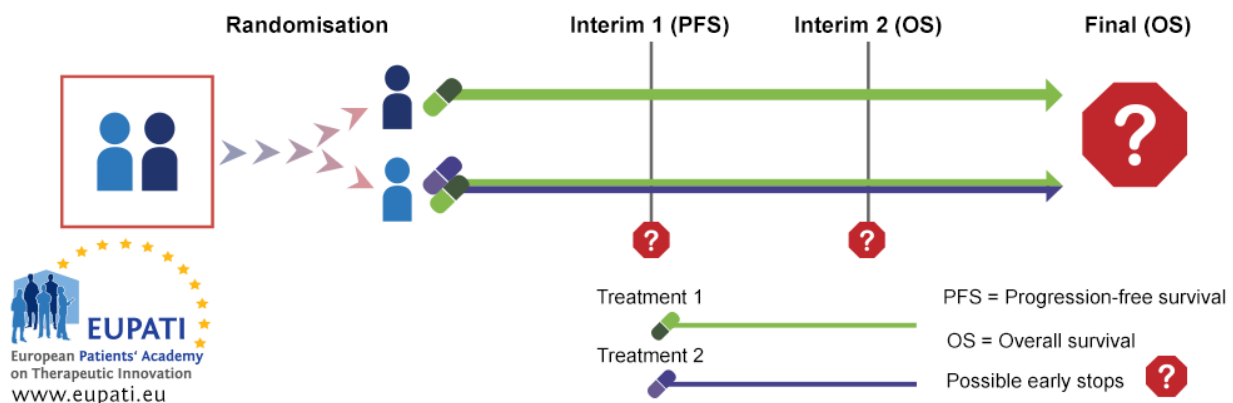 Randomisation
Interim 1 (PFS)
Interim 2 (OS)
Final (OS)
?
?
?
EUPATI
European Patients' Academy
on Therapeutic Innovation
www.eupati.eu
Treatment 1
Treatment 2
PFS = Progression-free survival
OS = Overall survival
Possible early stops ?